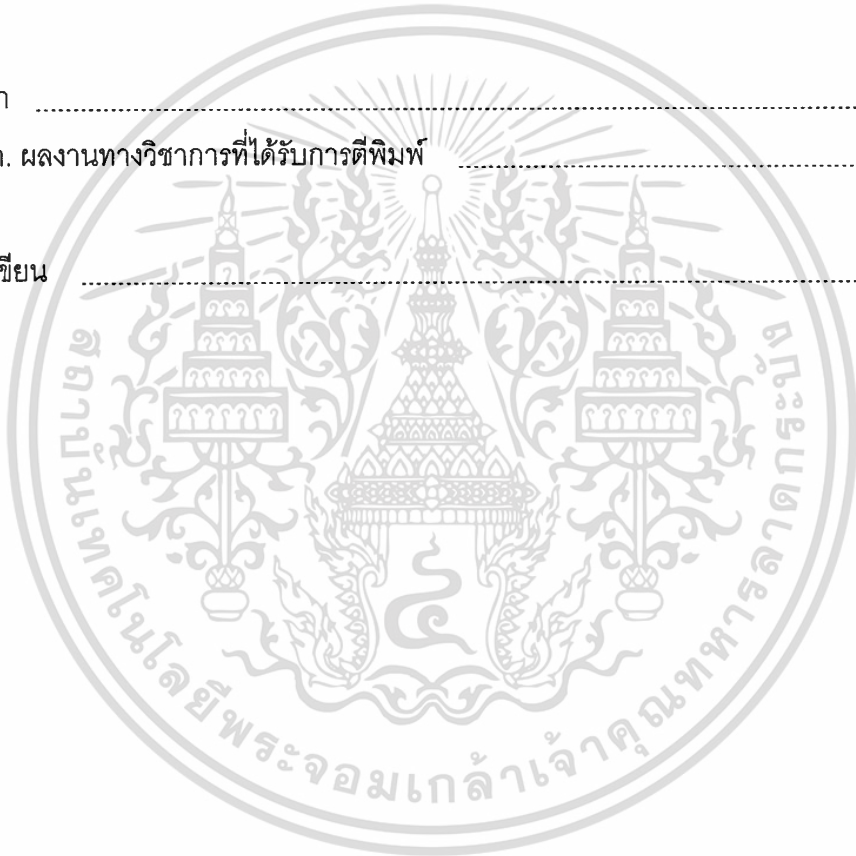 ก. ผลงานทางวิชาการที่ได้รับการตีพิมพ์
ขียน
สถาบันเทคโนโลยีพระจอมเกล้าเจ้าคุณทหารลาดกระบัง
๔